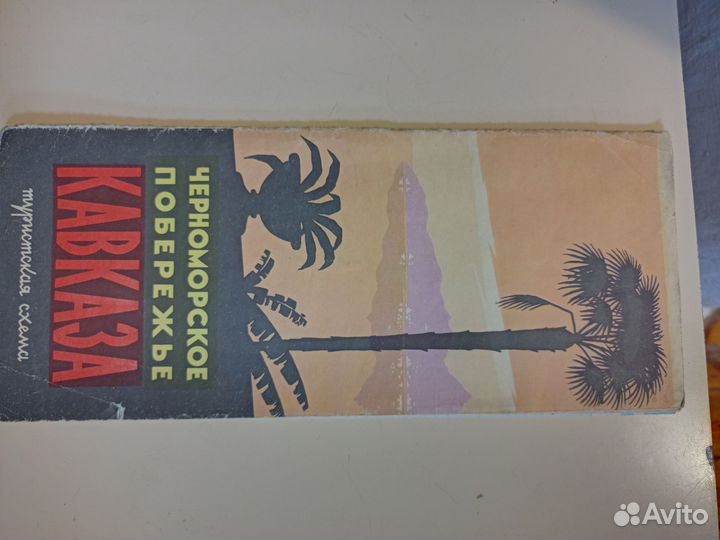 ЧЕРНОМОРСКОЕ
ПОБЕРЕЖЬЕ
КАВКАЗА
туристская схема
Avito